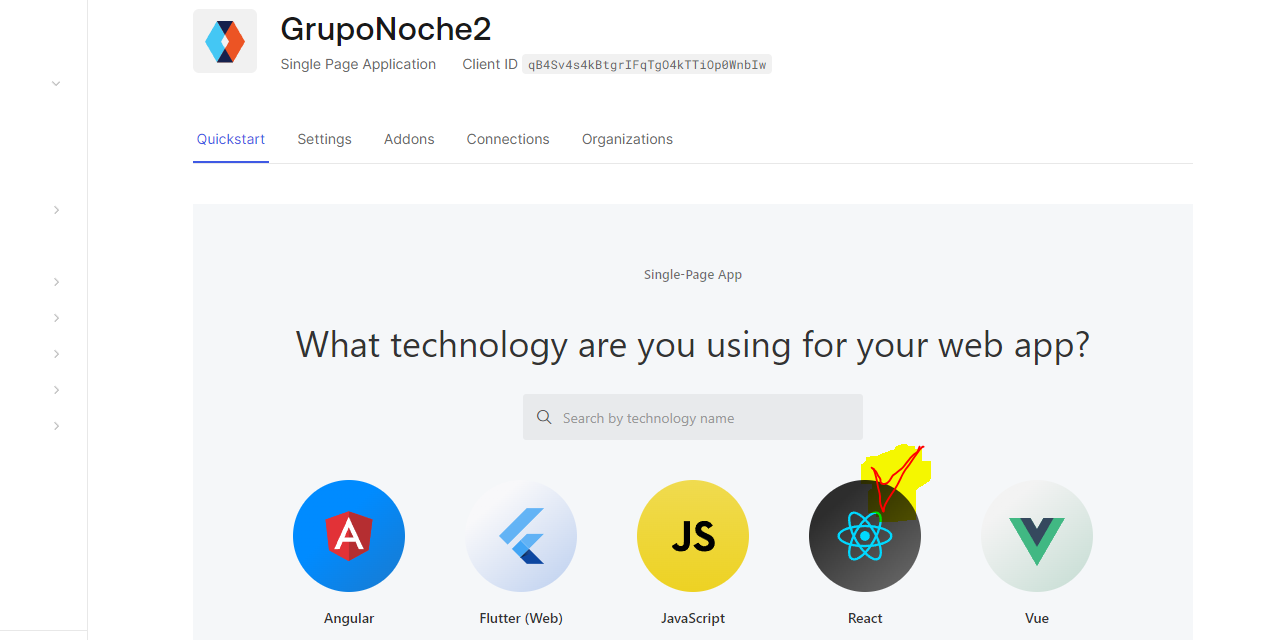 GrupoNoche2
Single Page Application Client ID qB4Sv4s4kBtgrIFqTgO4kTTiOp0WnbIw
Quickstart Settings Addons Connections Organizations
Single-Page App
What technology are you using for your web app?
Search by technology name
JS
Angular Flutter (Web) JavaScript React Vue